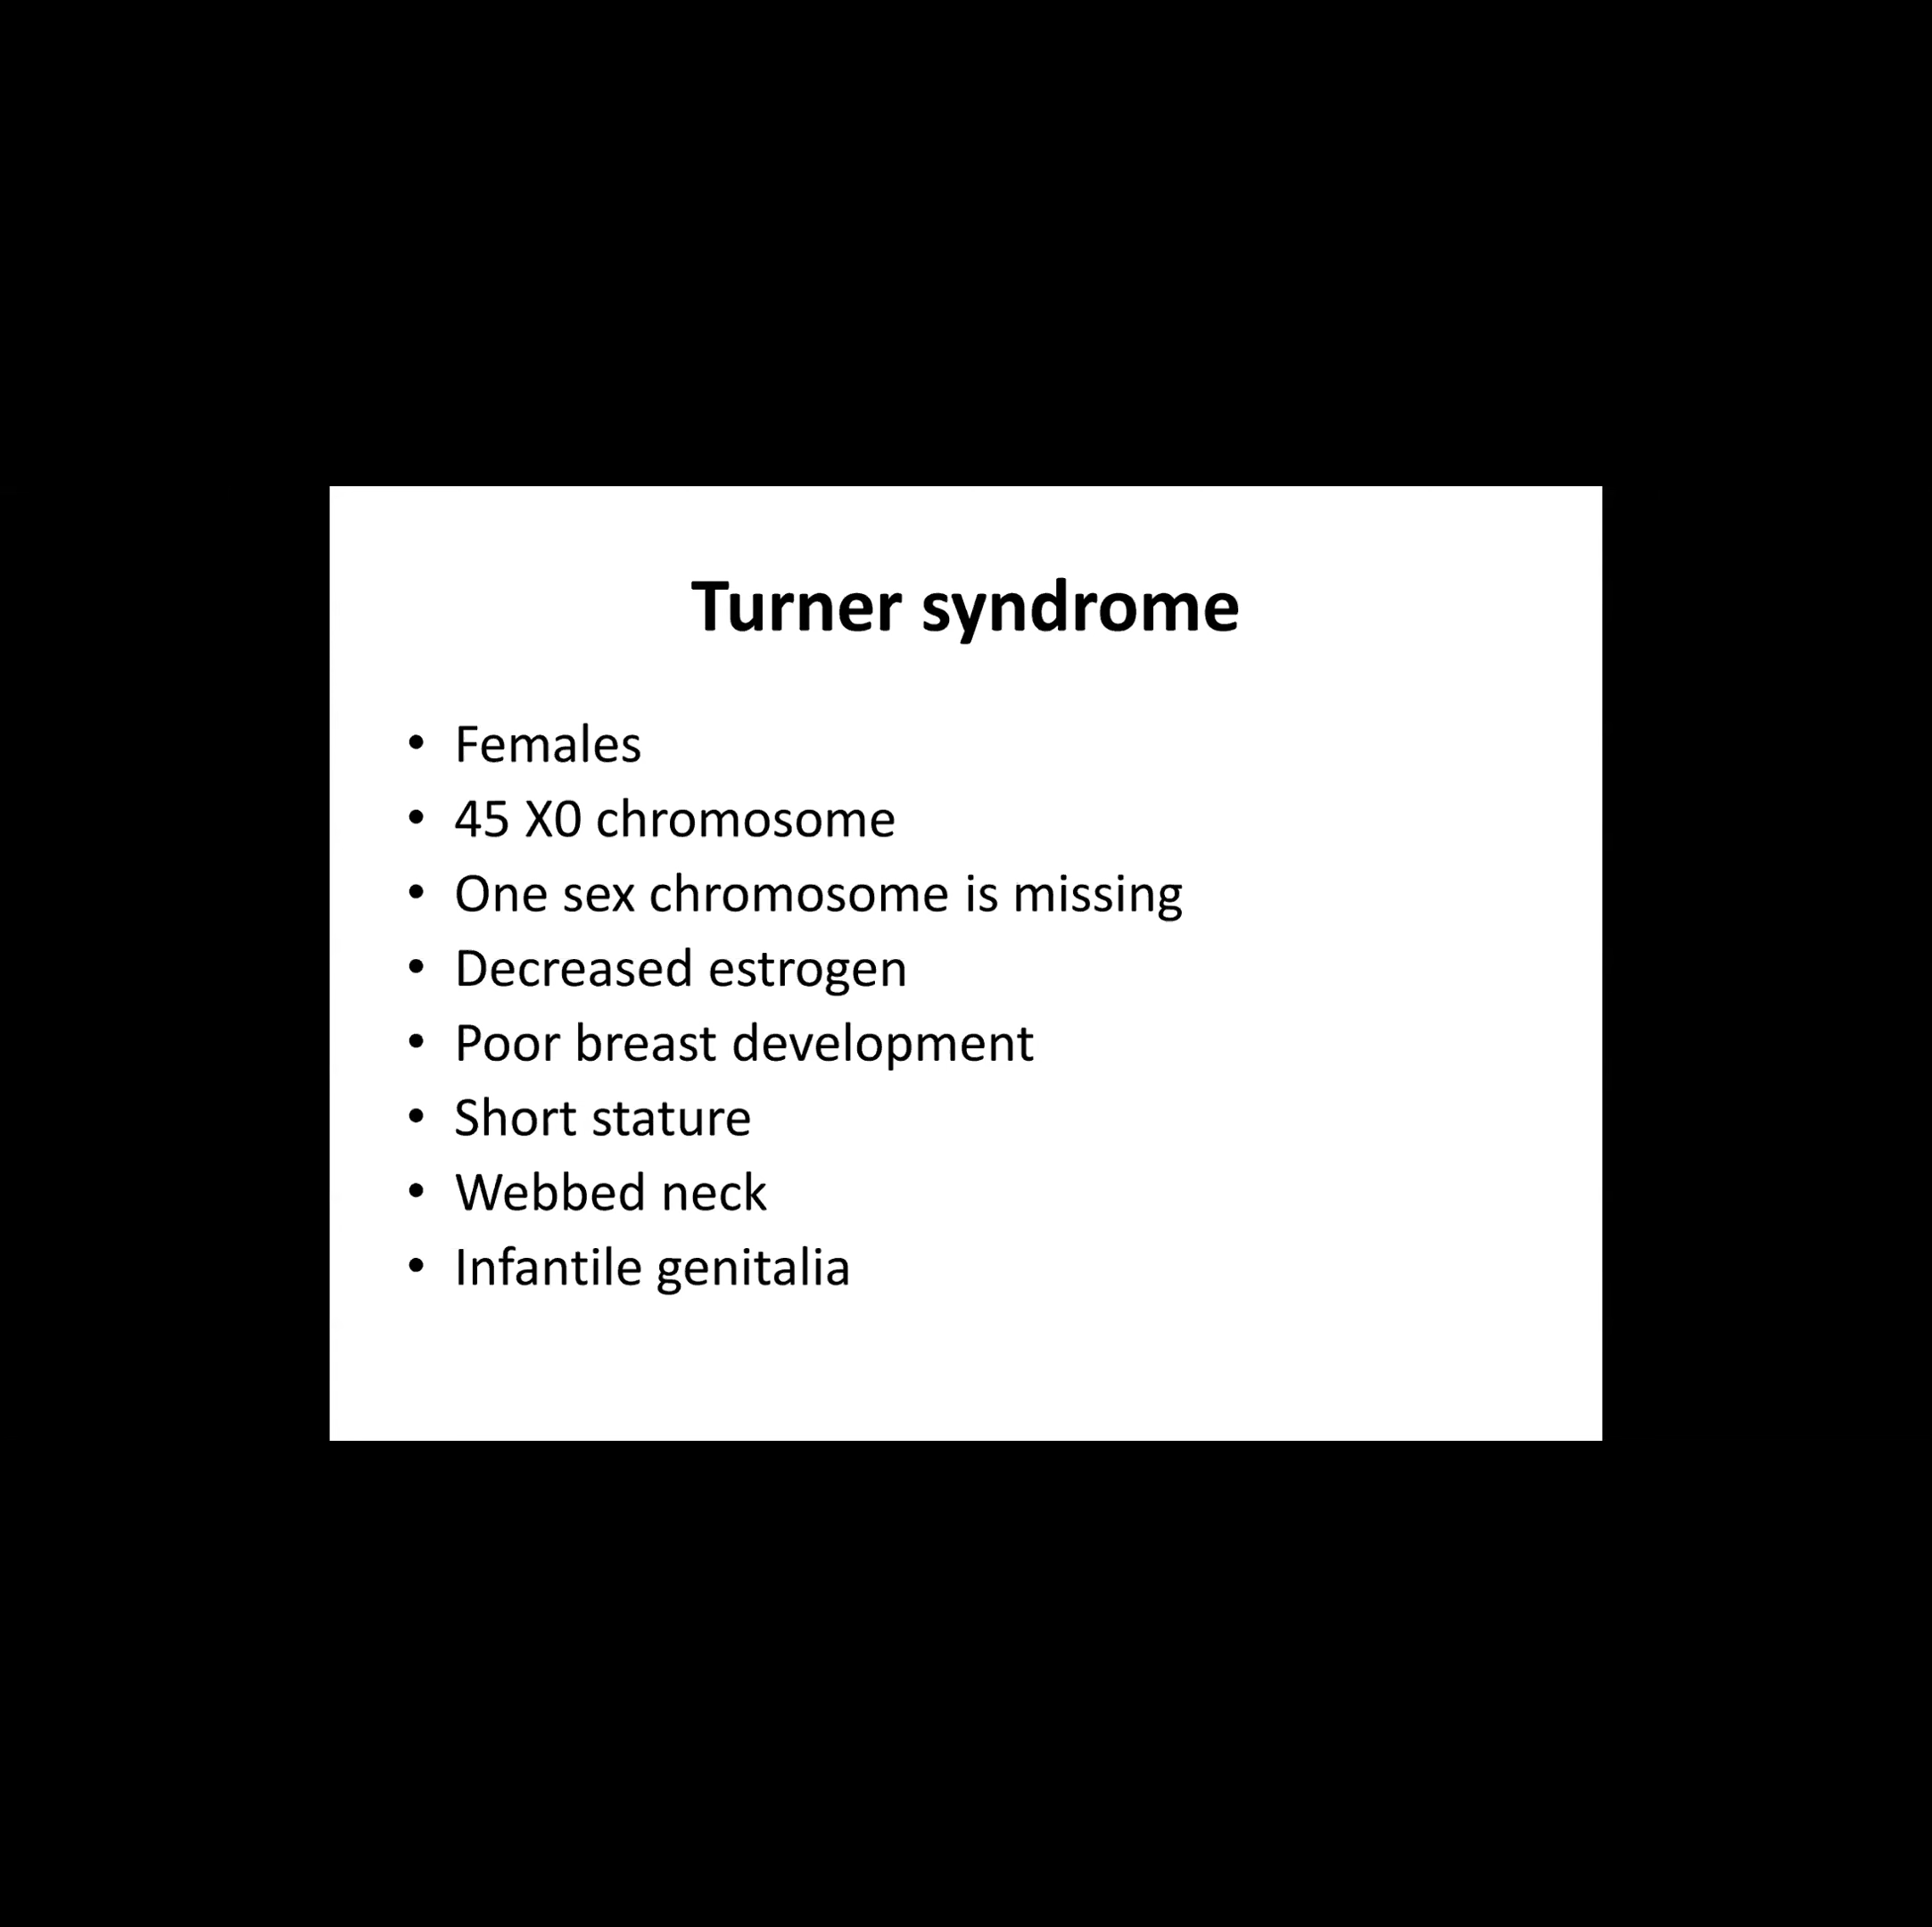 Turner syndrome
• Females
• 45 X0 chromosome
• One sex chromosome is missing
• Decreased estrogen
• Poor breast development
• Short stature
• Webbed neck
• Infantile genitalia